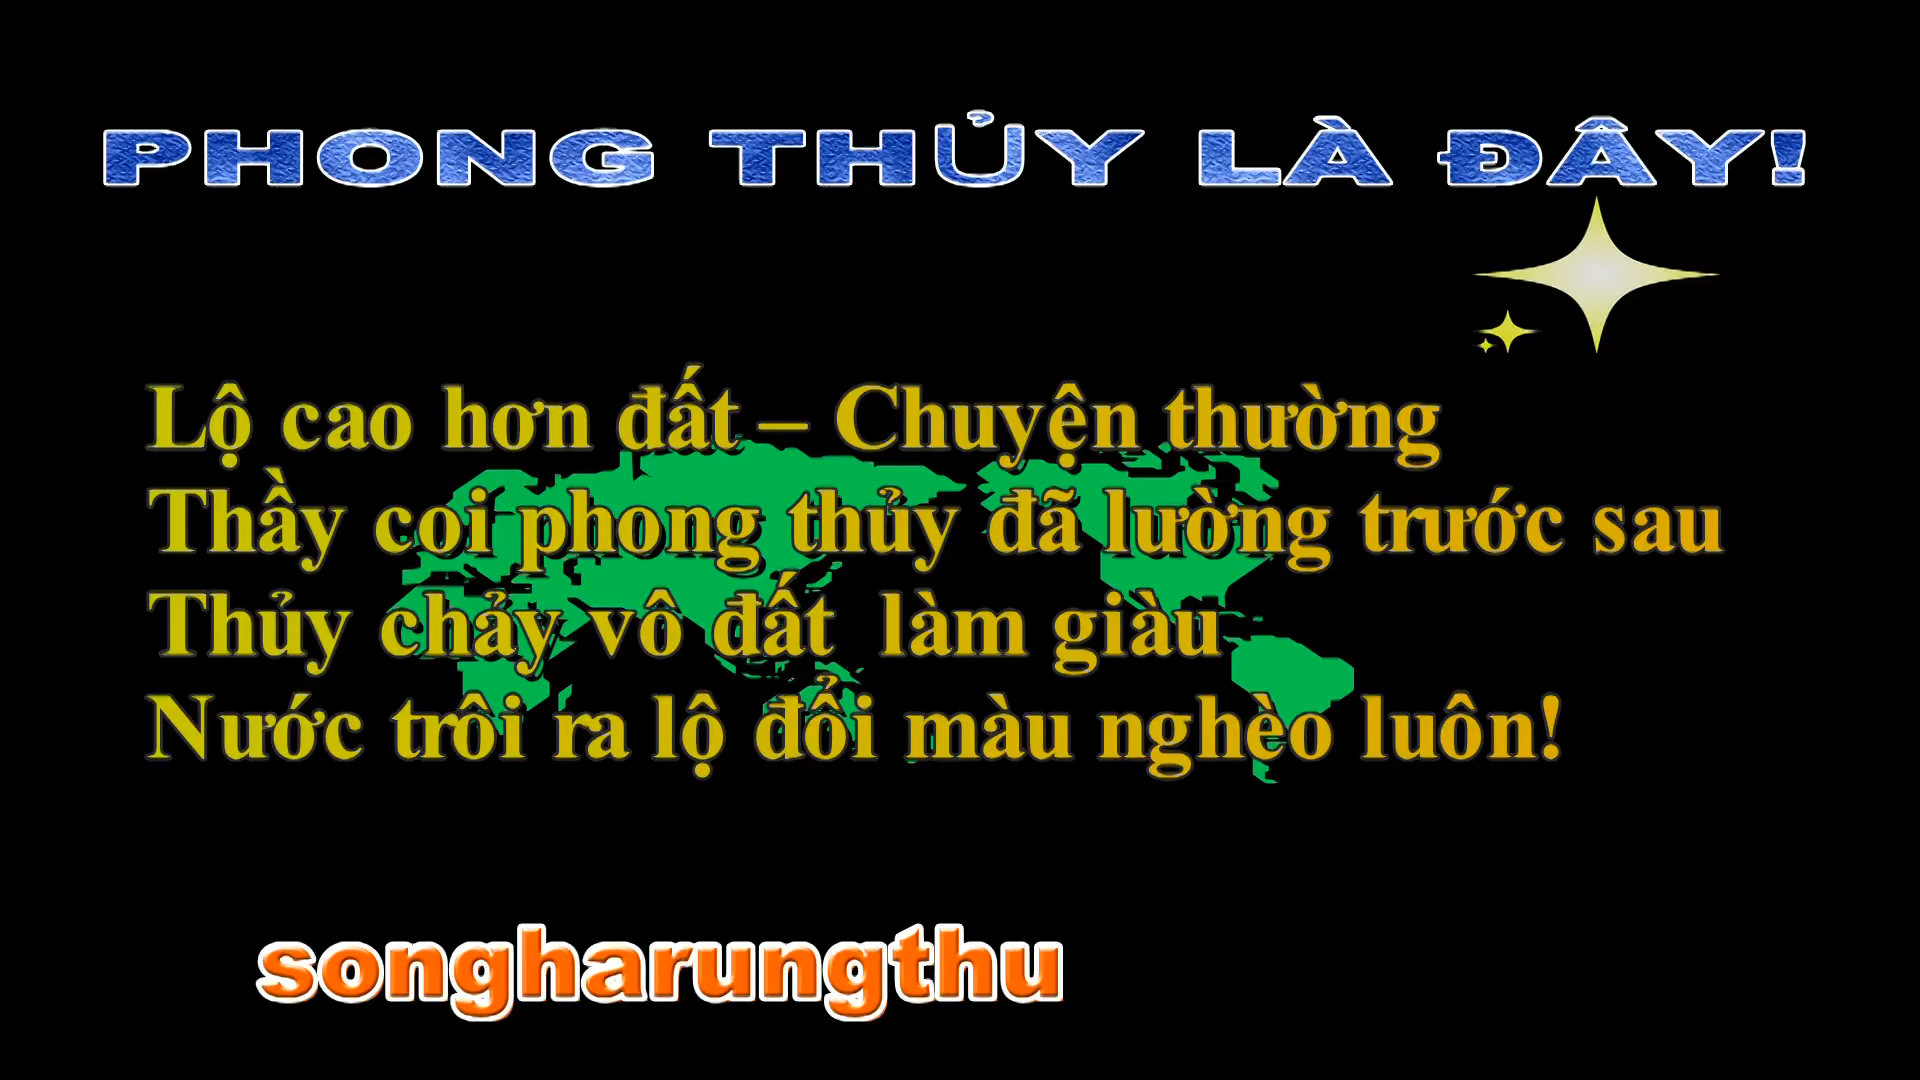 PHONG THỦY LÀ ĐÂY!
Lộ cao hơn đất – Chuyện thường
Thầy coi phong thủy đã lường trước sau
Thủy chảy vô đất làm giàu
Nước trôi ra lộ đổi màu nghèo luôn!
songharungthu